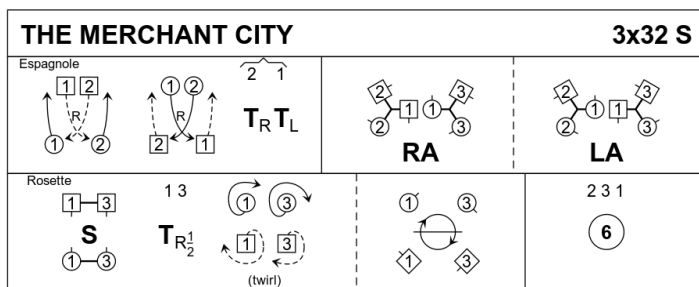 THE MERCHANT CITY 3x32 S
Espagnole
1 2 R 1 2
1 2 R 2 1
2 1
TR TL
2 1 1 3 2 3
RA
2 1 1 3 2 3
LA
Rosette
1 3
S
1 3
1 3
TR½
1 3
1 3
(twirl)
1 3
1 3
2 3 1
6